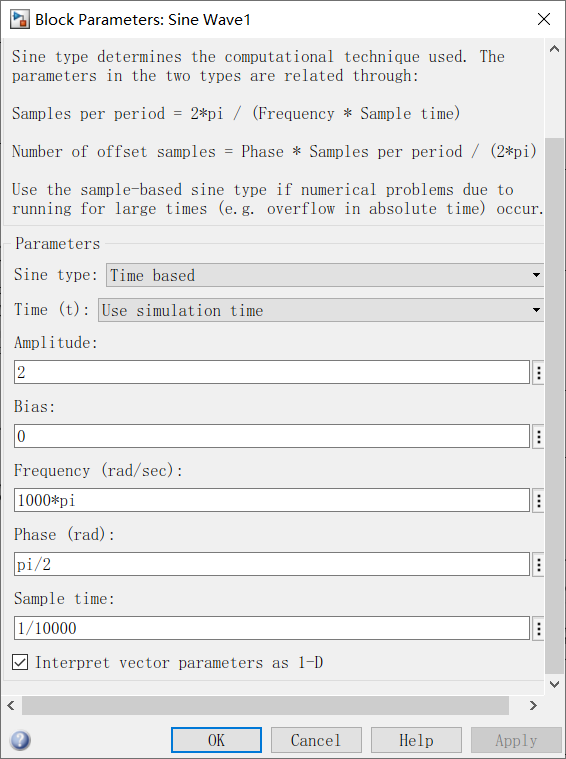 Block Parameters: Sine Wave1
Sine type determines the computational technique used. The
parameters in the two types are related through:
Samples per period = 2*pi / (Frequency * Sample time)
Number of offset samples = Phase * Samples per period / (2*pi)
Use the sample-based sine type if numerical problems due to
running for large times (e.g. overflow in absolute time) occur.
Parameters
Sine type: Time based
Time (t): Use simulation time
Amplitude:
2
Bias:
0
Frequency (rad/sec):
1000*pi
Phase (rad):
pi/2
Sample time:
1/10000
Interpret vector parameters as 1-D
? OK Cancel Help Apply